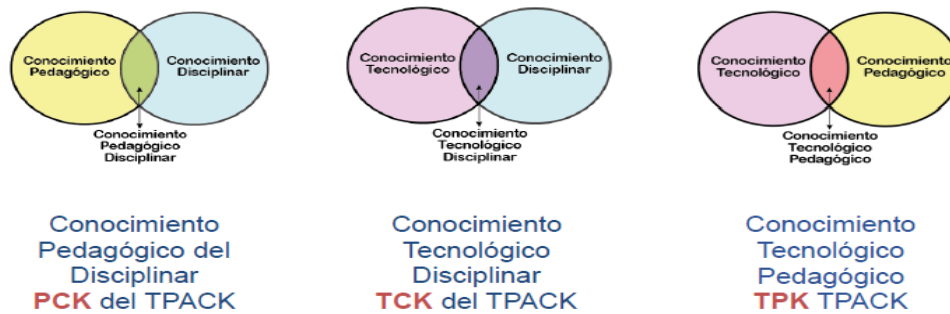 Conocimiento
Pedagógico
Conocimiento
Disciplinar
Conocimiento
Pedagógico
Disciplinar
Conocimiento
Tecnológico
Conocimiento
Disciplinar
Conocimiento
Tecnológico
Disciplinar
Conocimiento
Tecnológico
Conocimiento
Pedagógico
Conocimiento
Tecnológico
Pedagógico
Conocimiento
Pedagógico del
Disciplinar
PCK del TPACK
Conocimiento
Tecnológico
Disciplinar
TCK del TPACK
Conocimiento
Tecnológico
Pedagógico
TPK TPACK